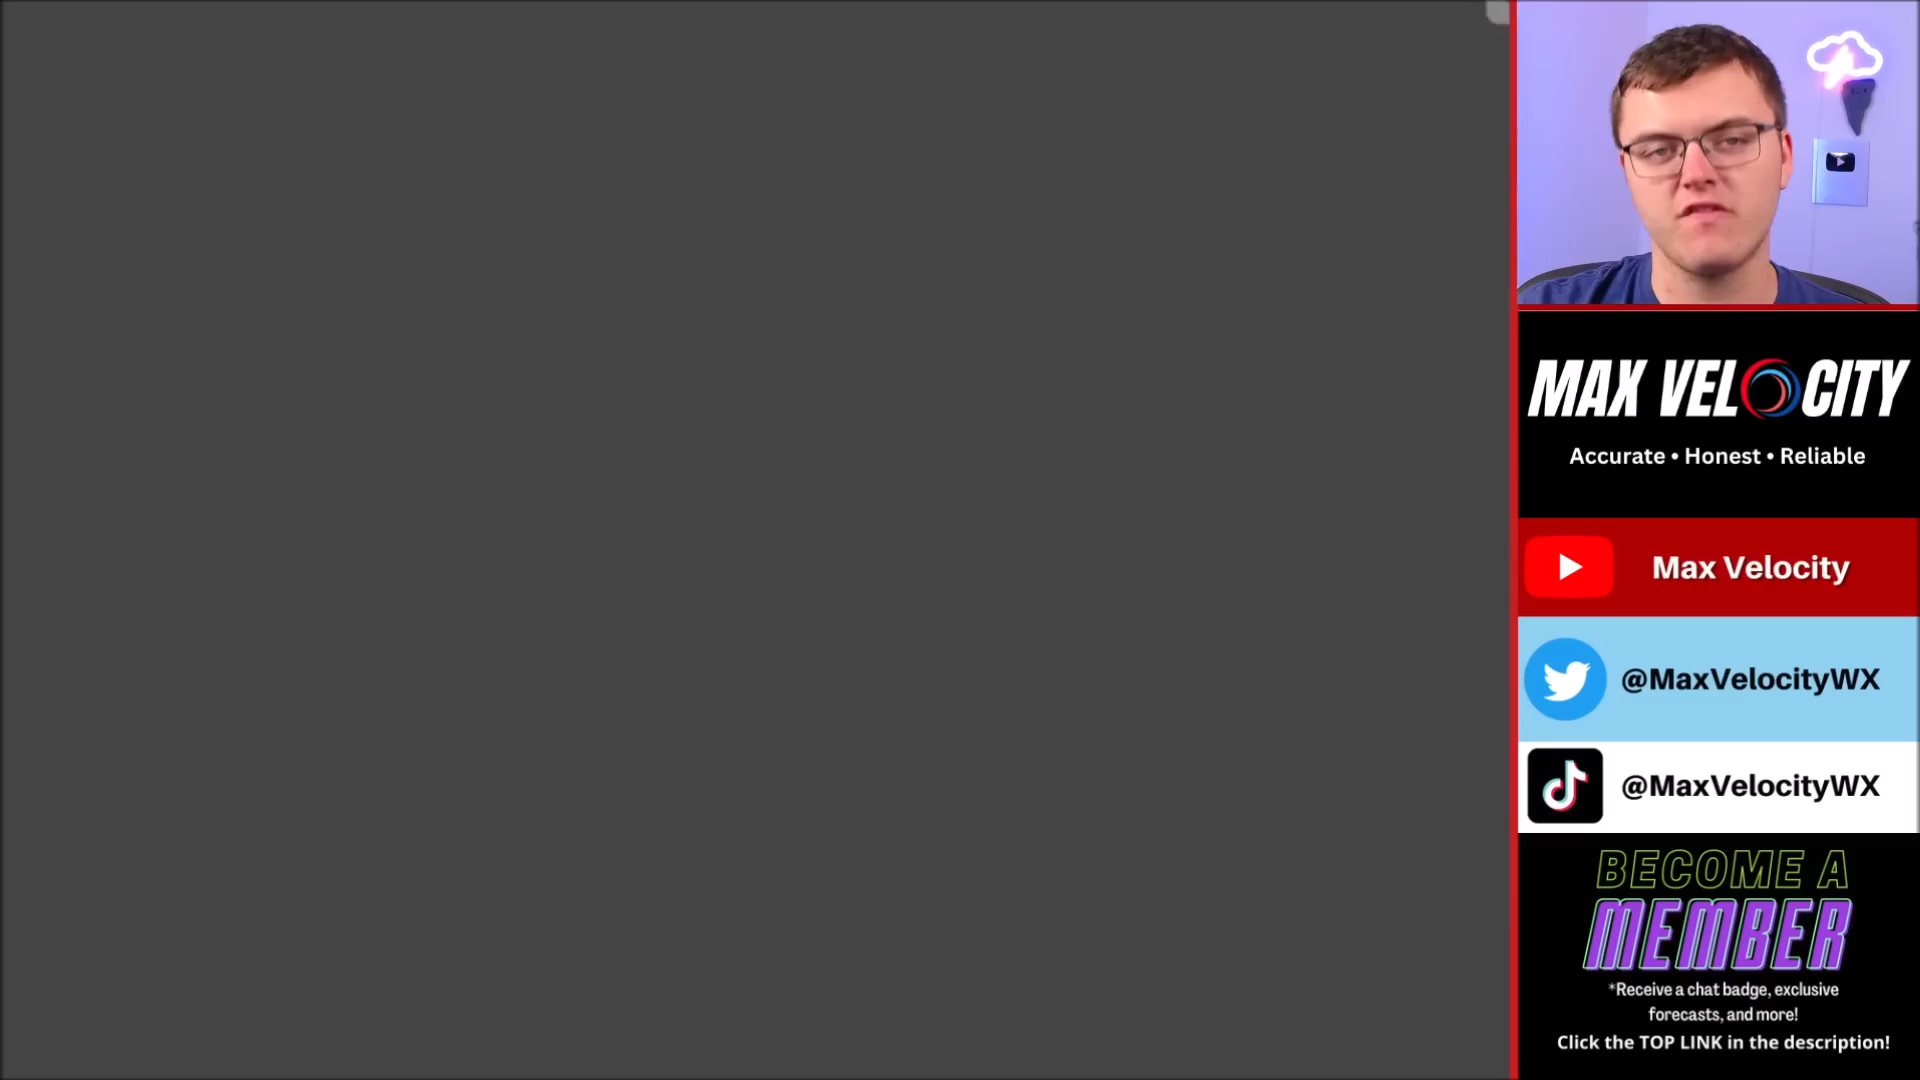 MAX VELOCITY
Accurate • Honest • Reliable
Max Velocity
@MaxVelocityWX
@MaxVelocityWX
BECOME A
MEMBER
*Receive a chat badge, exclusive
forecasts, and more!
Click the TOP LINK in the description!